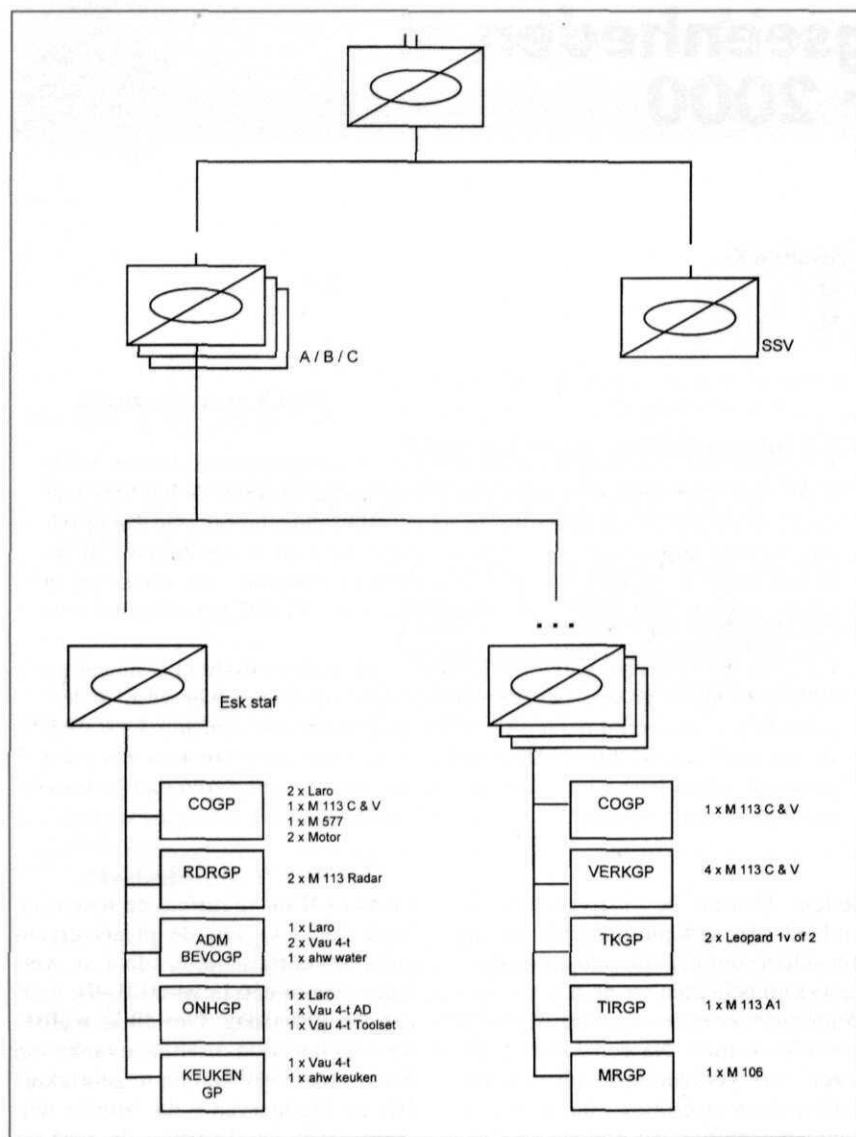 A / B / C
SSV
Esk staf
COGP
2 x Laro
1 x M 113 C & V
1 x M 577
2 x Motor
RDRGP
2 x M 113 Radar
ADM
BEVOGP
1 x Laro
2 x Vau 4-t
1 x ahw water
ONHGP
1 x Laro
1 x Vau 4-t AD
1 x Vau 4-t Toolset
KEUKEN
GP
1 x Vau 4-t
1 x ahw keuken
COGP
1 x M 113 C & V
VERKGP
4 x M 113 C & V
TKGP
2 x Leopard 1v of 2
TIRGP
1 x M 113 A1
MRGP
1 x M 106